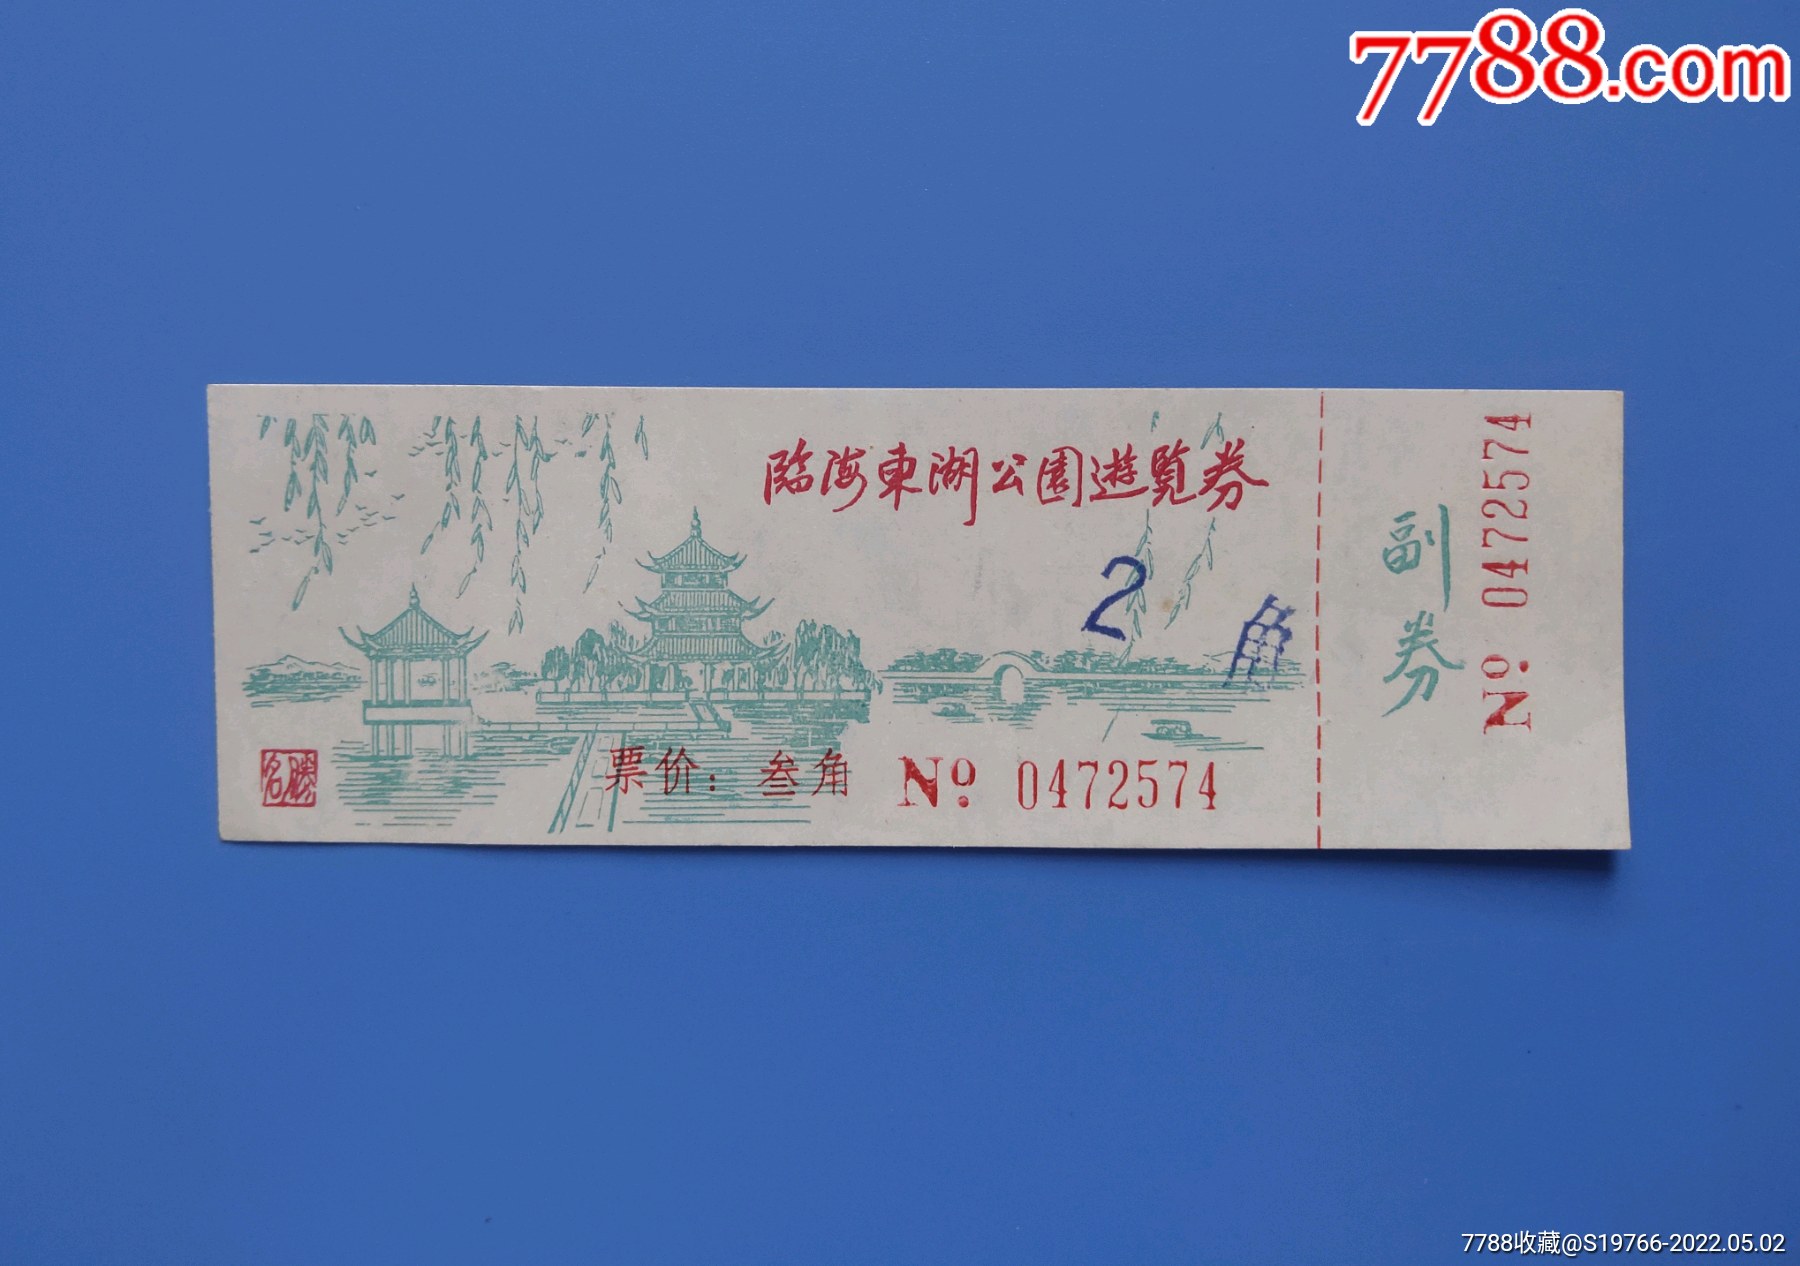 7788.com
臨海東湖公園遊覧券
2 角
票价：叁角 Nº 0472574
名勝
副券
Nº 0472574
7788收藏@S19766-2022.05.02